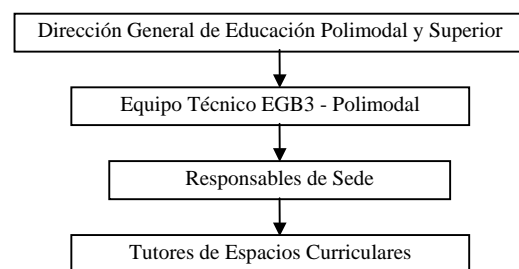 Dirección General de Educación Polimodal y Superior
Equipo Técnico EGB3 - Polimodal
Responsables de Sede
Tutores de Espacios Curriculares